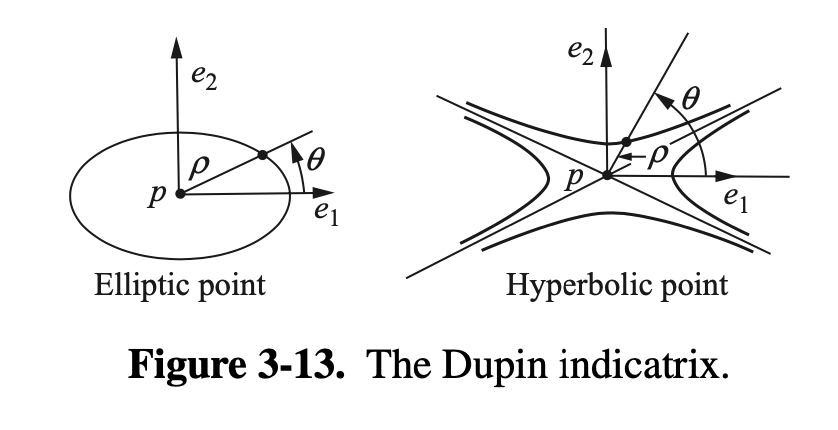 e₂
ρ
θ
p
e₁
Elliptic point
e₂
θ
ρ
p
e₁
Hyperbolic point
Figure 3-13. The Dupin indicatrix.